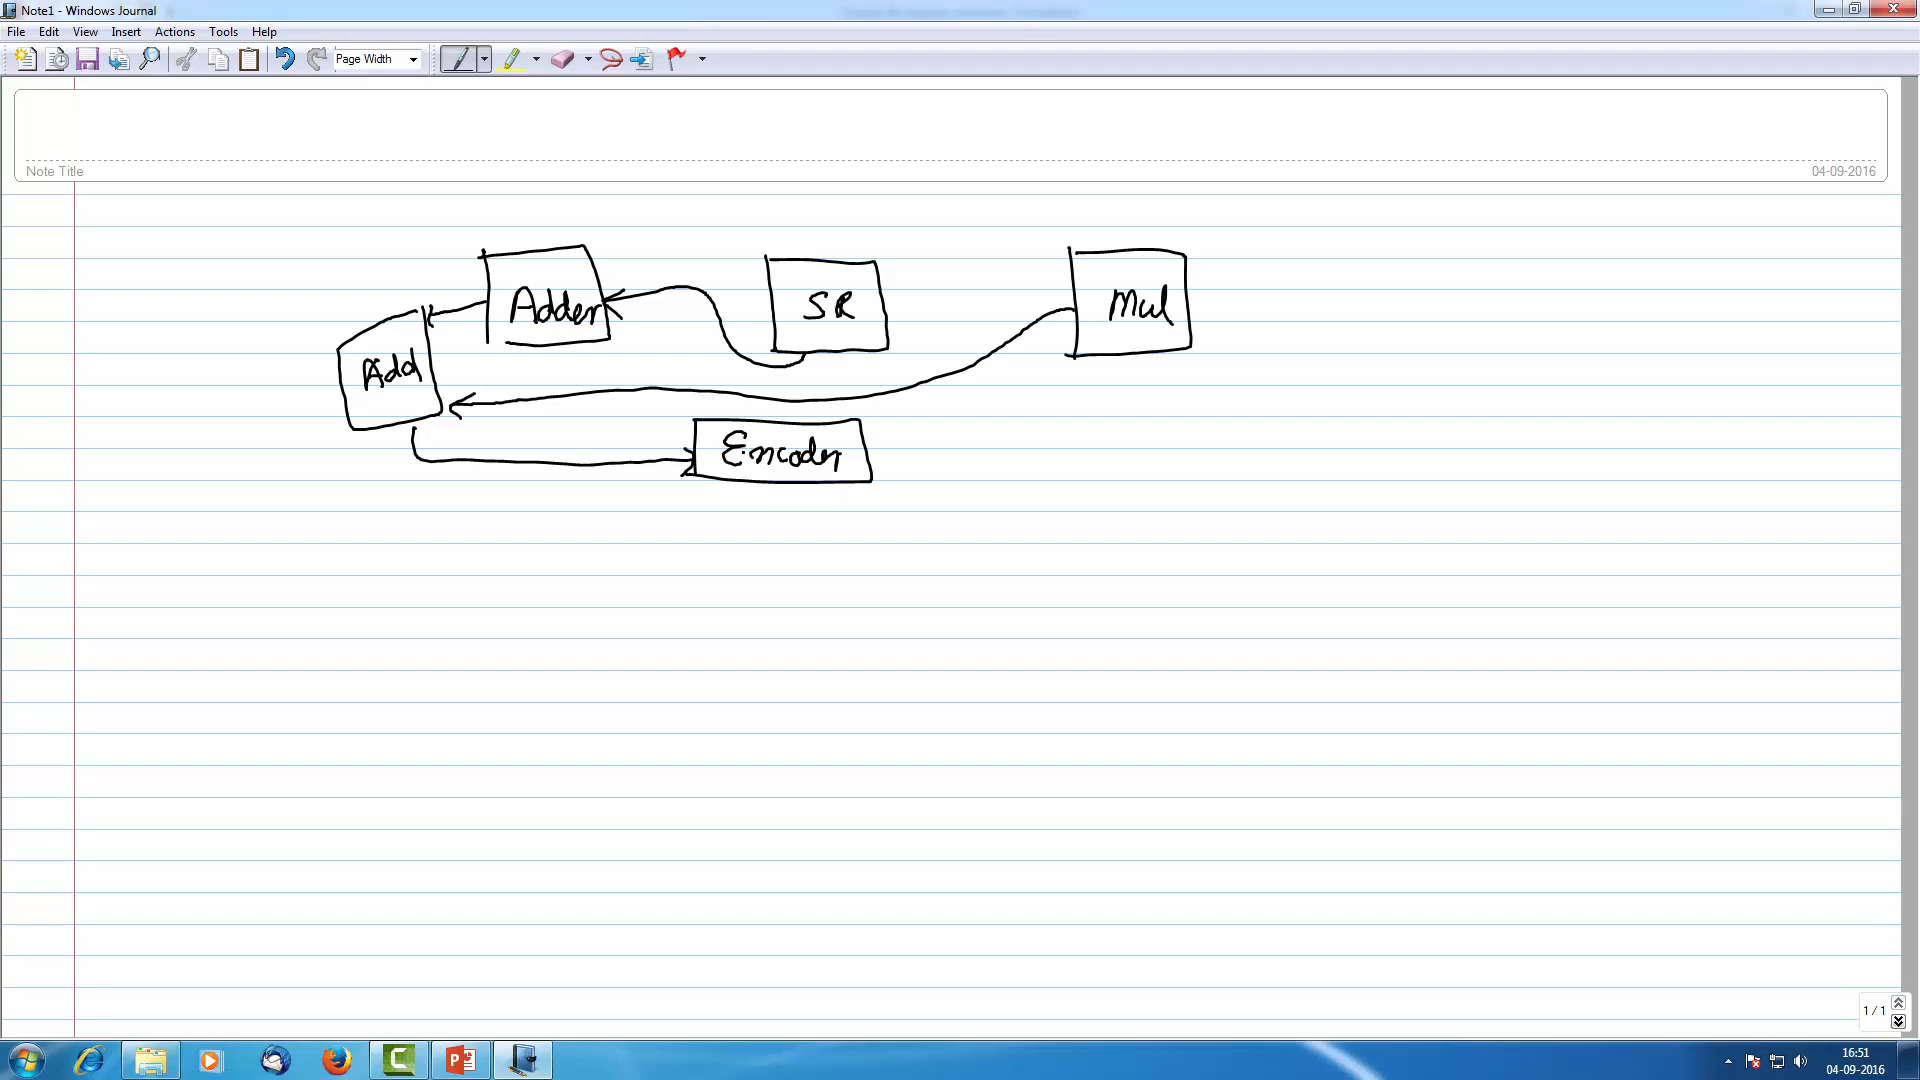 Note1 - Windows Journal
File Edit View Insert Actions Tools Help
Page Width
Note Title
04-09-2016
Adder
SR
Mul
Add
Encoder
1 / 1
16:51
04-09-2016